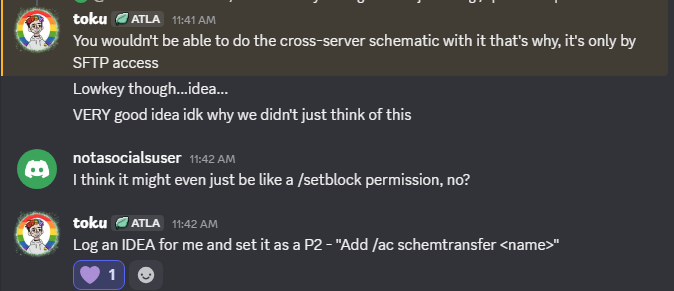 toku ATLA 11:41 AM
You wouldn't be able to do the cross-server schematic with it that's why, it's only by
SFTP access
Lowkey though...idea...
VERY good idea idk why we didn't just think of this
notasocialsuser 11:42 AM
I think it might even just be like a /setblock permission, no?
toku ATLA 11:42 AM
Log an IDEA for me and set it as a P2 - "Add /ac schemtransfer <name>"
1